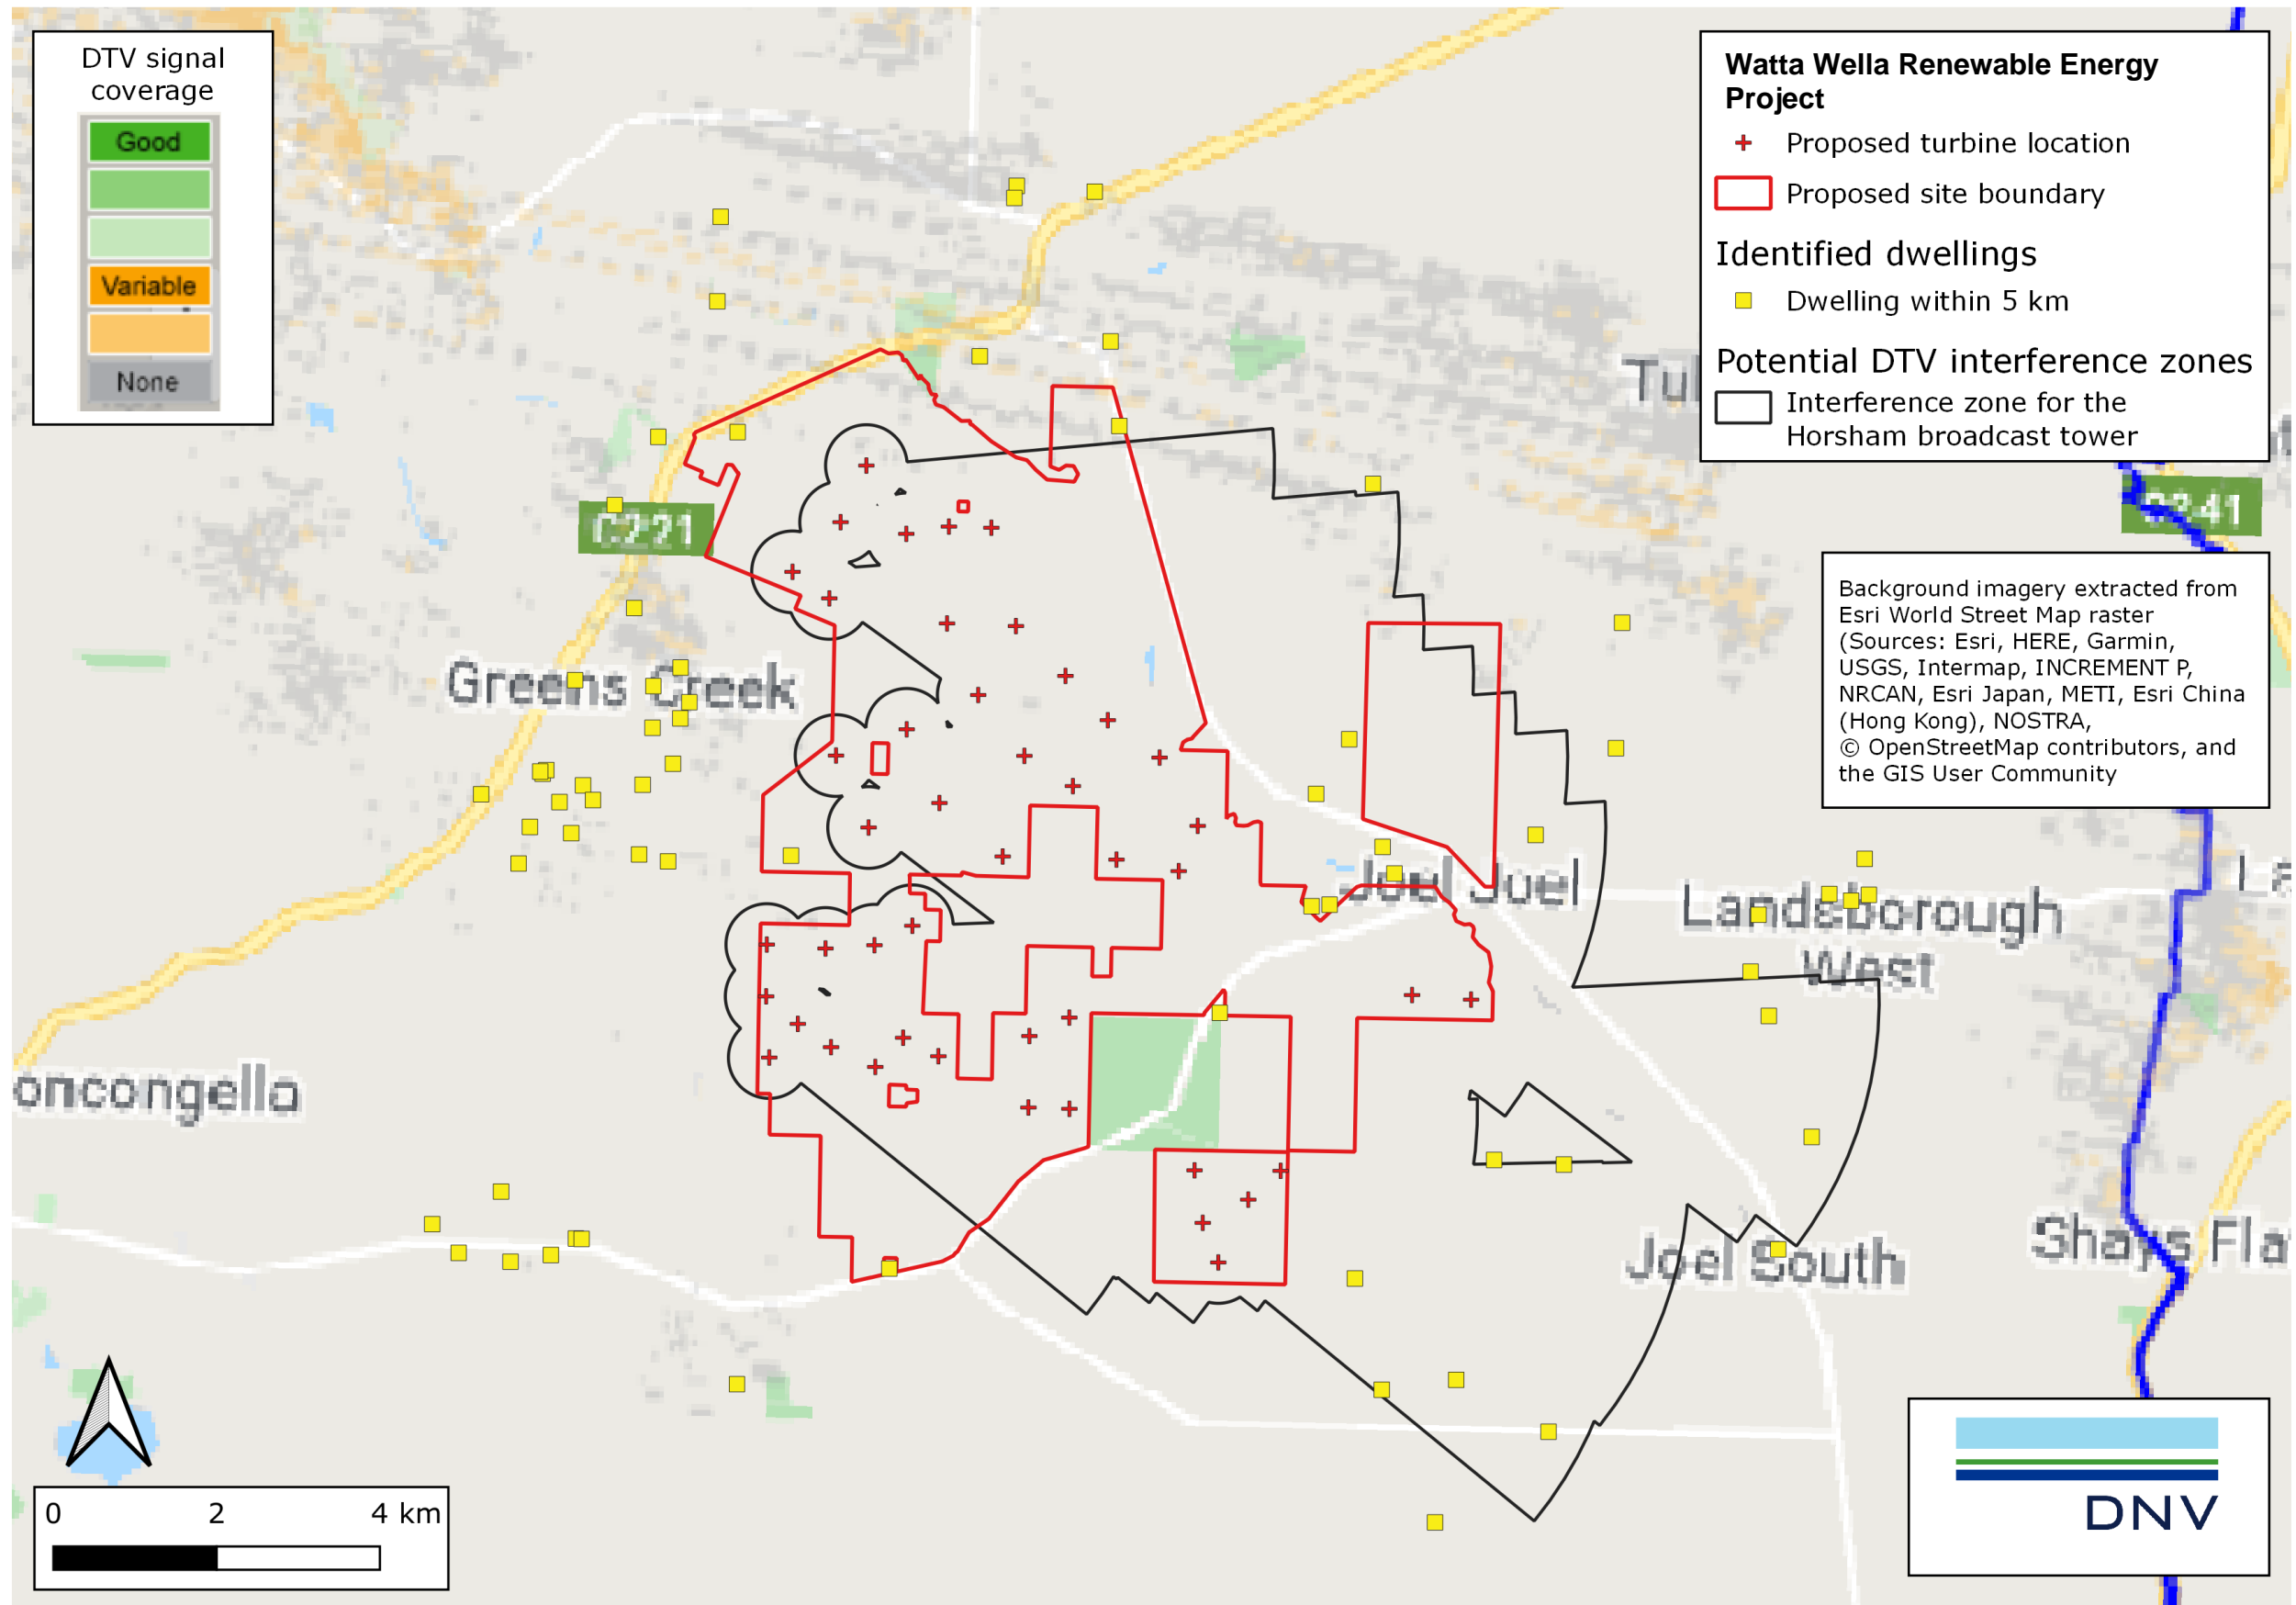 DTV signal
coverage
Good
Variable
None
Watta Wella Renewable Energy
Project
Proposed turbine location
Proposed site boundary
Identified dwellings
Dwelling within 5 km
Potential DTV interference zones
Interference zone for the
Horsham broadcast tower
Background imagery extracted from
Esri World Street Map raster
(Sources: Esri, HERE, Garmin,
USGS, Intermap, INCREMENT P,
NRCAN, Esri Japan, METI, Esri China
(Hong Kong), NOSTRA,
© OpenStreetMap contributors, and
the GIS User Community
C221
Greens Creek
Joel Joel
Landsborough
West
oncongella
Joel South
Shays Fla
0 2 4 km
DNV